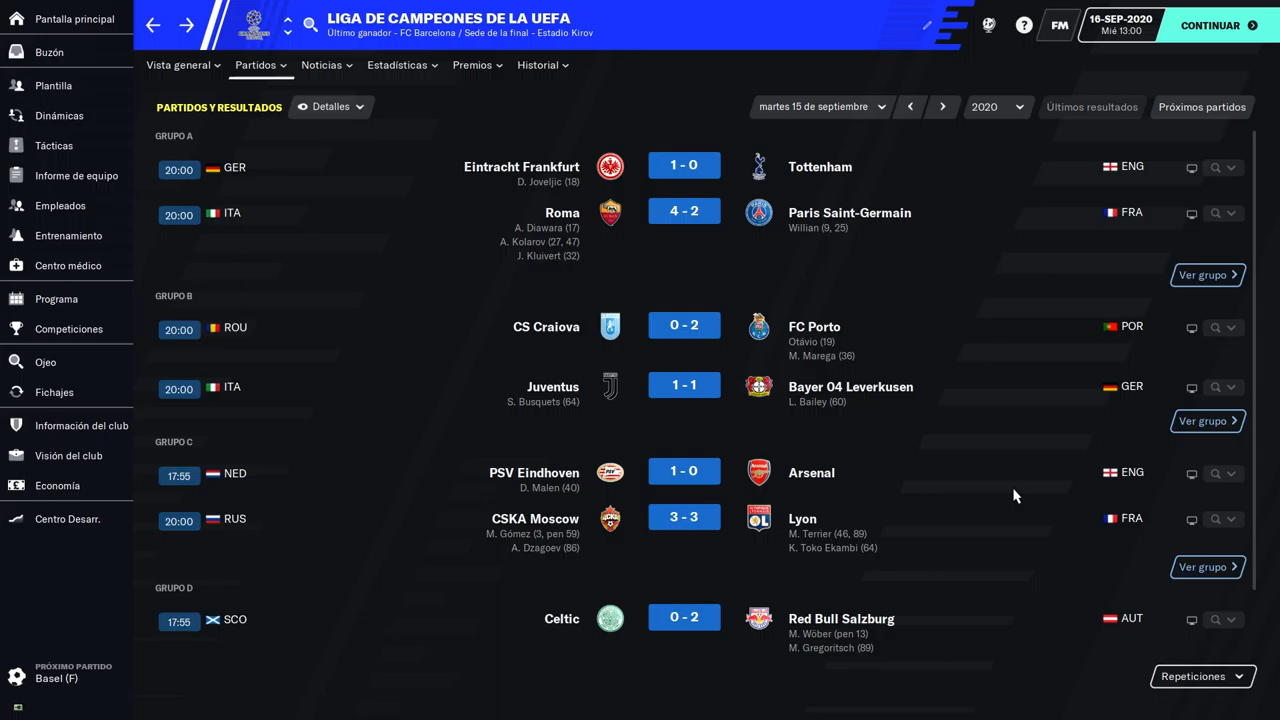 Pantalla principal
Buzón
Plantilla
Dinámicas
Tácticas
Informe de equipo
Empleados
Entrenamiento
Centro médico
Programa
Competiciones
Ojeo
Fichajes
Información del club
Visión del club
Economía
Centro Desarr.
PRÓXIMO PARTIDO
Basel (F)
LIGA DE CAMPEONES DE LA UEFA
Último ganador - FC Barcelona / Sede de la final - Estadio Kirov
FM
16-SEP-2020
Mié 13:00
CONTINUAR
Vista general Partidos Noticias Estadísticas Premios Historial
PARTIDOS Y RESULTADOS Detalles martes 15 de septiembre 2020 Últimos resultados Próximos partidos
GRUPO A
20:00 GER Eintracht Frankfurt 1 - 0 Tottenham ENG
D. Joveljic (18)
20:00 ITA Roma 4 - 2 Paris Saint-Germain FRA
A. Diawara (17) Willian (9, 25)
A. Kolarov (27, 47)
J. Kluivert (32)
Ver grupo
GRUPO B
20:00 ROU CS Craiova 0 - 2 FC Porto POR
Otávio (19)
M. Marega (36)
20:00 ITA Juventus 1 - 1 Bayer 04 Leverkusen GER
S. Busquets (64) L. Bailey (60)
Ver grupo
GRUPO C
17:55 NED PSV Eindhoven 1 - 0 Arsenal ENG
D. Malen (40)
20:00 RUS CSKA Moscow 3 - 3 Lyon FRA
M. Gómez (3, pen 59) M. Terrier (46, 89)
A. Dzagoev (86) K. Toko Ekambi (64)
Ver grupo
GRUPO D
17:55 SCO Celtic 0 - 2 Red Bull Salzburg AUT
M. Wöber (pen 13)
M. Gregoritsch (89)
Repeticiones